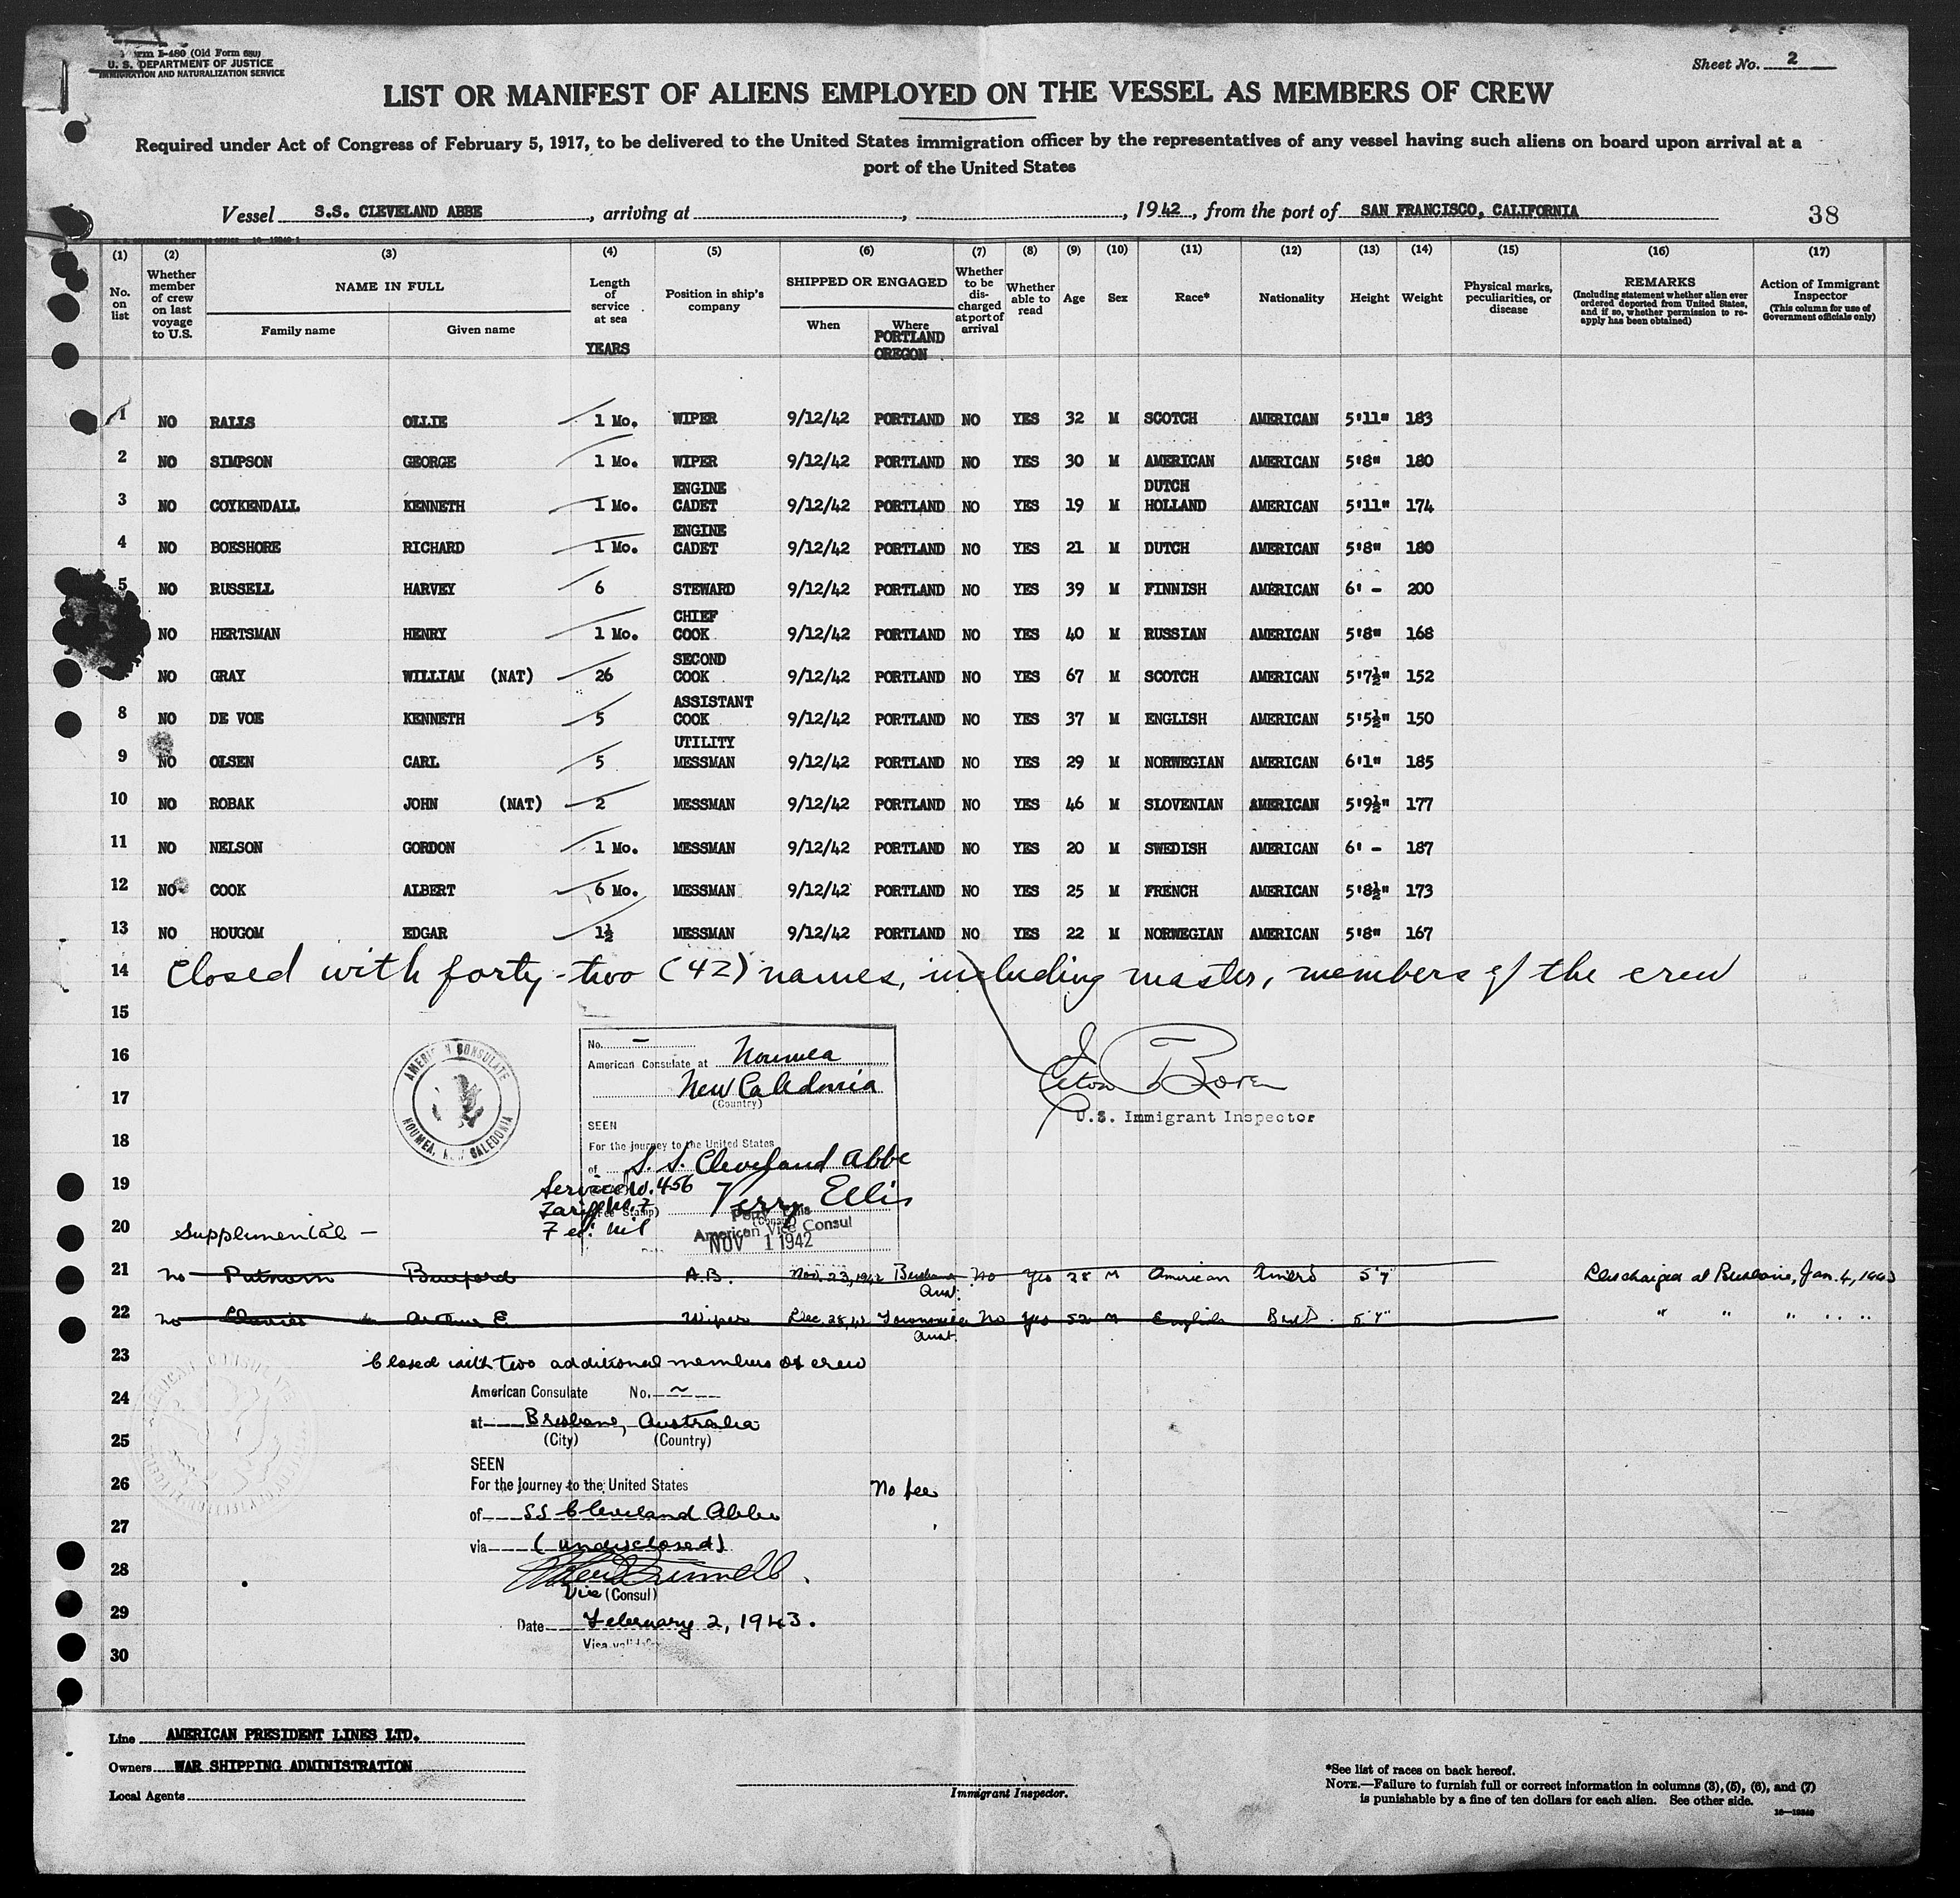 Form I-480 (Old Form 680)
U. S. DEPARTMENT OF JUSTICE
IMMIGRATION AND NATURALIZATION SERVICE
Sheet No. 2
LIST OR MANIFEST OF ALIENS EMPLOYED ON THE VESSEL AS MEMBERS OF CREW
Required under Act of Congress of February 5, 1917, to be delivered to the United States immigration officer by the representatives of any vessel having such aliens on board upon arrival at a
port of the United States
Vessel S.S. CLEVELAND ABBE, arriving at , , 1942, from the port of SAN FRANCISCO, CALIFORNIA 38
(1) (2) (3) (4) (5) (6) (7) (8) (9) (10) (11) (12) (13) (14) (15) (16) (17)
No. on list
Whether member of crew on last voyage to U.S.
NAME IN FULL
Family name Given name
Length of service at sea
YEARS
Position in ship's company
SHIPPED OR ENGAGED
When Where
PORTLAND
OREGON
Whether to be discharged at port of arrival
Whether able to read
Age
Sex
Race*
Nationality
Height
Weight
Physical marks, peculiarities, or disease
REMARKS
(Including statement whether alien ever ordered deported from United States, and if so, whether permission to reapply has been obtained)
Action of Immigrant Inspector
(This column for use of Government officials only)
1 NO RALLS OLLIE 1 Mo. WIPER 9/12/42 PORTLAND NO YES 32 M SCOTCH AMERICAN 5'11" 183
2 NO SIMPSON GEORGE 1 Mo. WIPER 9/12/42 PORTLAND NO YES 30 M AMERICAN AMERICAN 5'8" 180
3 NO COYKENDALL KENNETH 1 Mo. ENGINE CADET 9/12/42 PORTLAND NO YES 19 M DUTCH HOLLAND AMERICAN 5'11" 174
4 NO BOESHORE RICHARD 1 Mo. ENGINE CADET 9/12/42 PORTLAND NO YES 21 M DUTCH AMERICAN 5'8" 180
5 NO RUSSELL HARVEY 6 STEWARD 9/12/42 PORTLAND NO YES 39 M FINNISH AMERICAN 6' - 200
NO HERTSMAN HENRY 1 Mo. CHIEF COOK 9/12/42 PORTLAND NO YES 40 M RUSSIAN AMERICAN 5'8" 168
NO GRAY WILLIAM (NAT) 26 SECOND COOK 9/12/42 PORTLAND NO YES 67 M SCOTCH AMERICAN 5'7½" 152
8 NO DE VOE KENNETH 5 ASSISTANT COOK 9/12/42 PORTLAND NO YES 37 M ENGLISH AMERICAN 5'5½" 150
9 NO OLSEN CARL 5 UTILITY MESSMAN 9/12/42 PORTLAND NO YES 29 M NORWEGIAN AMERICAN 6'1" 185
10 NO ROBAK JOHN (NAT) 2 MESSMAN 9/12/42 PORTLAND NO YES 46 M SLOVENIAN AMERICAN 5'9½" 177
11 NO NELSON GORDON 1 Mo. MESSMAN 9/12/42 PORTLAND NO YES 20 M SWEDISH AMERICAN 6' - 187
12 NO COOK ALBERT 6 Mo. MESSMAN 9/12/42 PORTLAND NO YES 25 M FRENCH AMERICAN 5'8½" 173
13 NO HOUGOM EDGAR 1½ MESSMAN 9/12/42 PORTLAND NO YES 22 M NORWEGIAN AMERICAN 5'8" 167
14 Closed with forty-two (42) names, including master, members of the crew
15
16
17
18
19
20
AMERICAN CONSULATE
NOUMEA, NEW CALEDONIA
No. -
American Consulate at Noumea
New Caledonia
(Country)
SEEN
For the journey to the United States
of S. S. Cleveland Abbe
Service No. 456
Tariff No. 7
Fee: nil
Perry Ellis
Perry Ellis
American Vice Consul
NOV 1 1942
U.S. Immigrant Inspector
Supplemental -
21 No Putnam Buford A.B. Nov. 23, 1942 Brisbane Aust. No Yes 28 M American Amer's 5'7 Discharged at Brisbane, Jan. 4, 1943
22 No Davies Arthur E. Wiper Dec. 28, 42 Townsville Aust. No Yes 52 M English Brit. 5'4" " " " " "
23 Closed with two additional members of crew
24
25
26
27
28
29
30
American Consulate No. ~
at Brisbane, Australia
(City) (Country)
SEEN
For the journey to the United States
No fee
of SS Cleveland Abbe
via (undisclosed)
Vice (Consul)
Date February 2, 1943.
Line AMERICAN PRESIDENT LINES LTD.
Owners WAR SHIPPING ADMINISTRATION
Local Agents
Immigrant Inspector.
*See list of races on back hereof.
NOTE.—Failure to furnish full or correct information in columns (3), (5), (6), and (7)
is punishable by a fine of ten dollars for each alien. See other side.